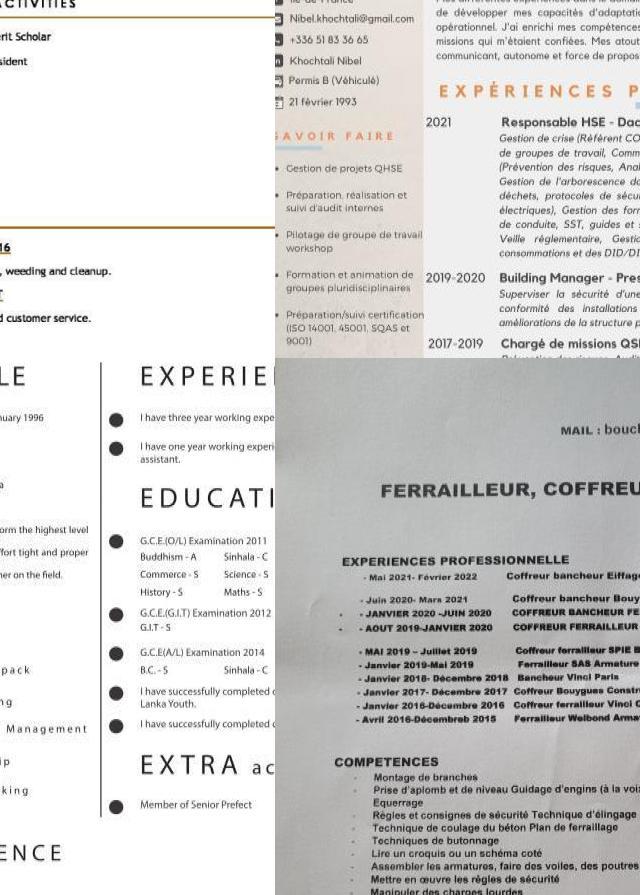 ACTIVITIES
erit Scholar
sident
16
, weeding and cleanup.
T
d customer service.
Île-de-France
Nibel.khochtali@gmail.com
+336 51 83 36 65
Khochtali Nibel
Permis B (Véhiculé)
21 février 1993
SAVOIR FAIRE
Gestion de projets QHSE
Préparation, réalisation et
suivi d'audit internes
Pilotage de groupe de travail
workshop
Formation et animation de
groupes pluridisciplinaires
Préparation/suivi certification
(ISO 14001, 45001, SQAS et
9001)
Mes différentes expériences
de développer mes capacités d'adaptatio
opérationnel. J'ai enrichi mes compétences
missions qui m'étaient confiées. Mes atout
communicant, autonome et force de propos
EXPÉRIENCES P
2021 Responsable HSE - Dac
Gestion de crise (Référent CO
de groupes de travail, Comm
(Prévention des risques, Anal
Gestion de l'arborescence do
déchets, protocoles de sécur
électriques), Gestion des forn
de conduite, SST, guides et s
Veille réglementaire, Gestio
consommations et des DID/DI
2019-2020 Building Manager - Pres
Superviser la sécurité d'une
conformité des installations
améliorations de la structure p
2017-2019 Chargé de missions QSE
LE
nuary 1996
a
orm the highest level
ffort tight and proper
ner on the field.
pack
ng
Management
ip
king
ENCE
EXPERIE
I have three year working expe
I have one year working experi
assistant.
EDUCATI
G.C.E.(O/L) Examination 2011
Buddhism - A Sinhala - C
Commerce - S Science - S
History - S Maths - S
G.C.E.(G.I.T) Examination 2012
G.I.T - S
G.C.E(A/L) Examination 2014
B.C. - S Sinhala - C
I have successfully completed c
Lanka Youth.
I have successfully completed c
EXTRA ac
Member of Senior Prefect
MAIL : bouch
FERRAILLEUR, COFFREU
EXPERIENCES PROFESSIONNELLE
- Mai 2021- Février 2022 Coffreur bancheur Eiffage
- Juin 2020- Mars 2021 Coffreur bancheur Bouy
- JANVIER 2020 -JUIN 2020 COFFREUR BANCHEUR FE
- AOUT 2019-JANVIER 2020 COFFREUR FERRAILLEUR
- MAI 2019 – Juillet 2019 Coffreur ferrailleur SPIE B
- Janvier 2019-Mai 2019 Ferrailleur SAS Armature
- Janvier 2018- Décembre 2018 Bancheur Vinci Paris
- Janvier 2017- Décembre 2017 Coffreur Bouygues Constr
- Janvier 2016-Décembre 2016 Coffreur ferrailleur Vinci C
- Avril 2016-Décembreb 2015 Ferrailleur Welbond Arma
COMPETENCES
- Montage de branches
- Prise d'aplomb et de niveau Guidage d'engins (à la voix
Equerrage
- Règles et consignes de sécurité Technique d'élingage
- Technique de coulage du béton Plan de ferraillage
- Techniques de butonnage
- Lire un croquis ou un schéma coté
- Assembler les armatures, faire des voiles, des poutres
- Mettre en œuvre les règles de sécurité
- Manipuler des charges lourdes